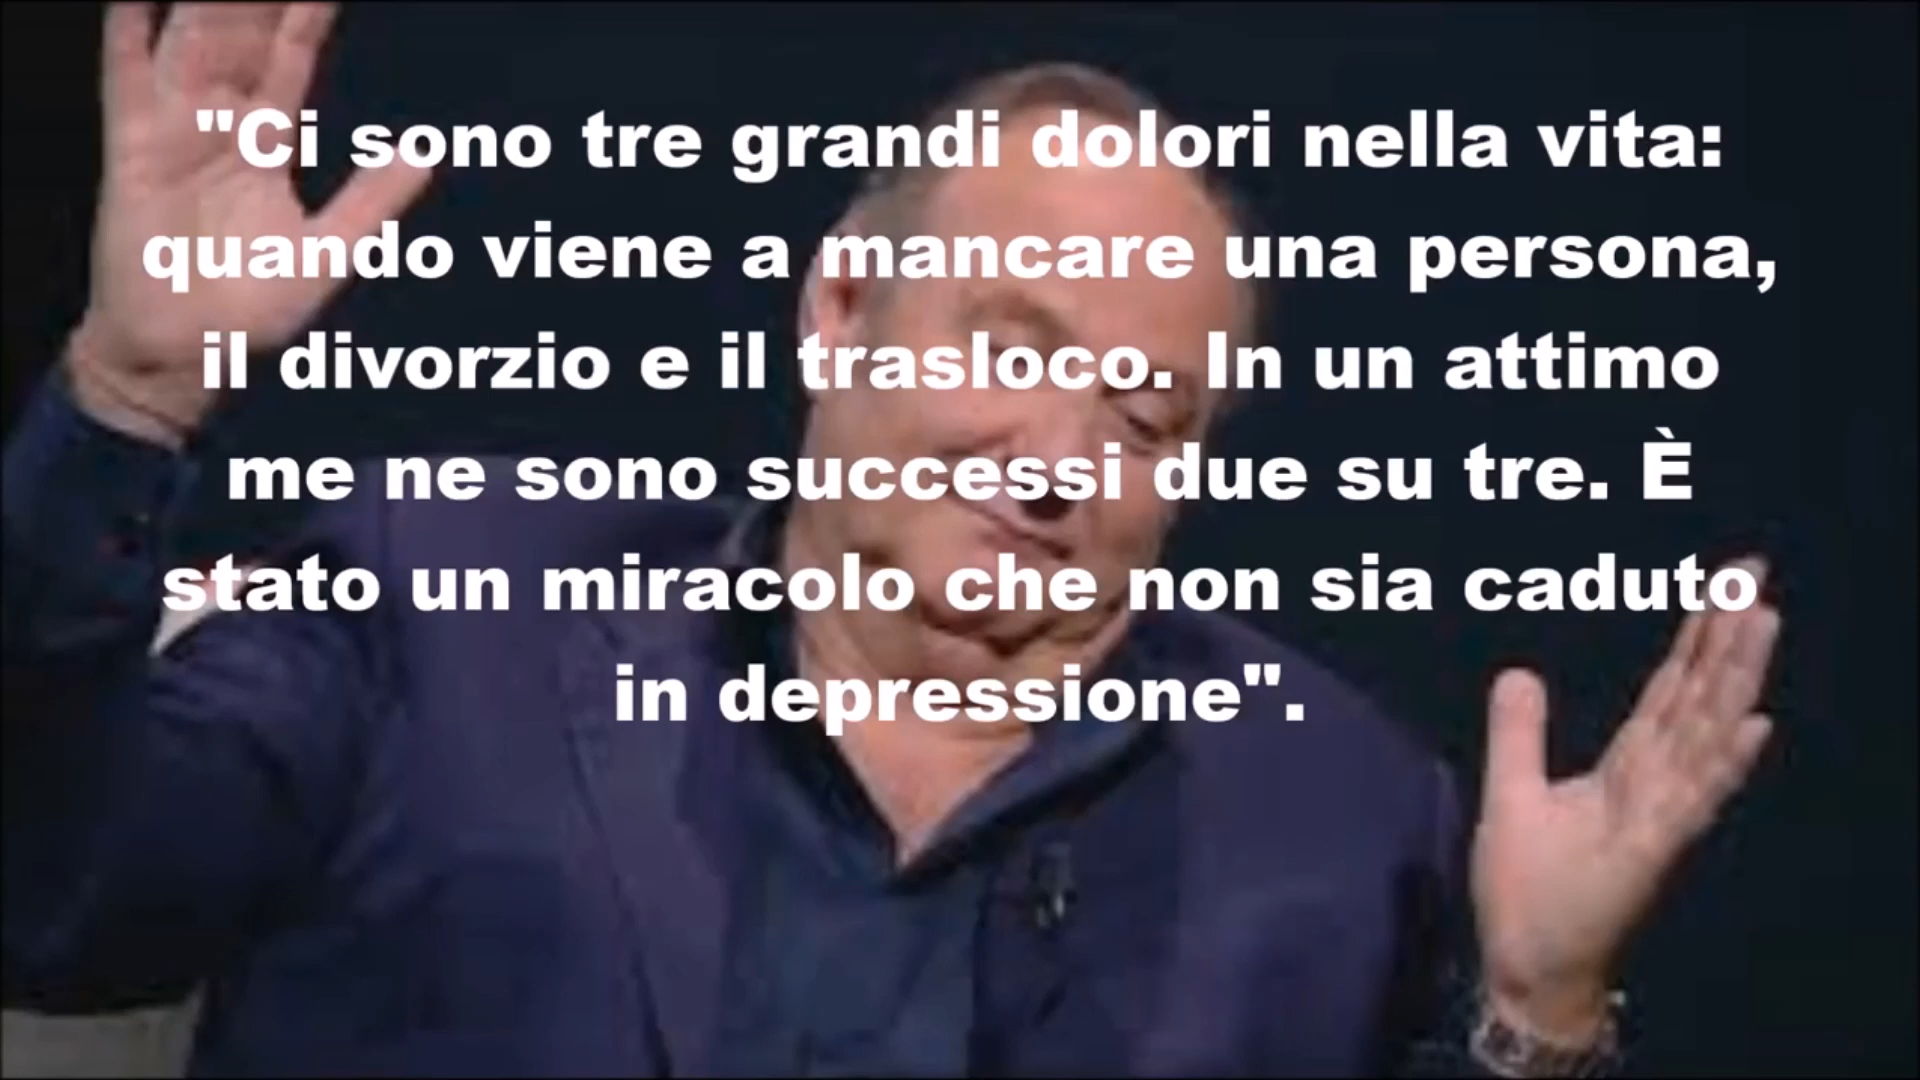 "Ci sono tre grandi dolori nella vita:
quando viene a mancare una persona,
il divorzio e il trasloco. In un attimo
me ne sono successi due su tre. È
stato un miracolo che non sia caduto
in depressione".